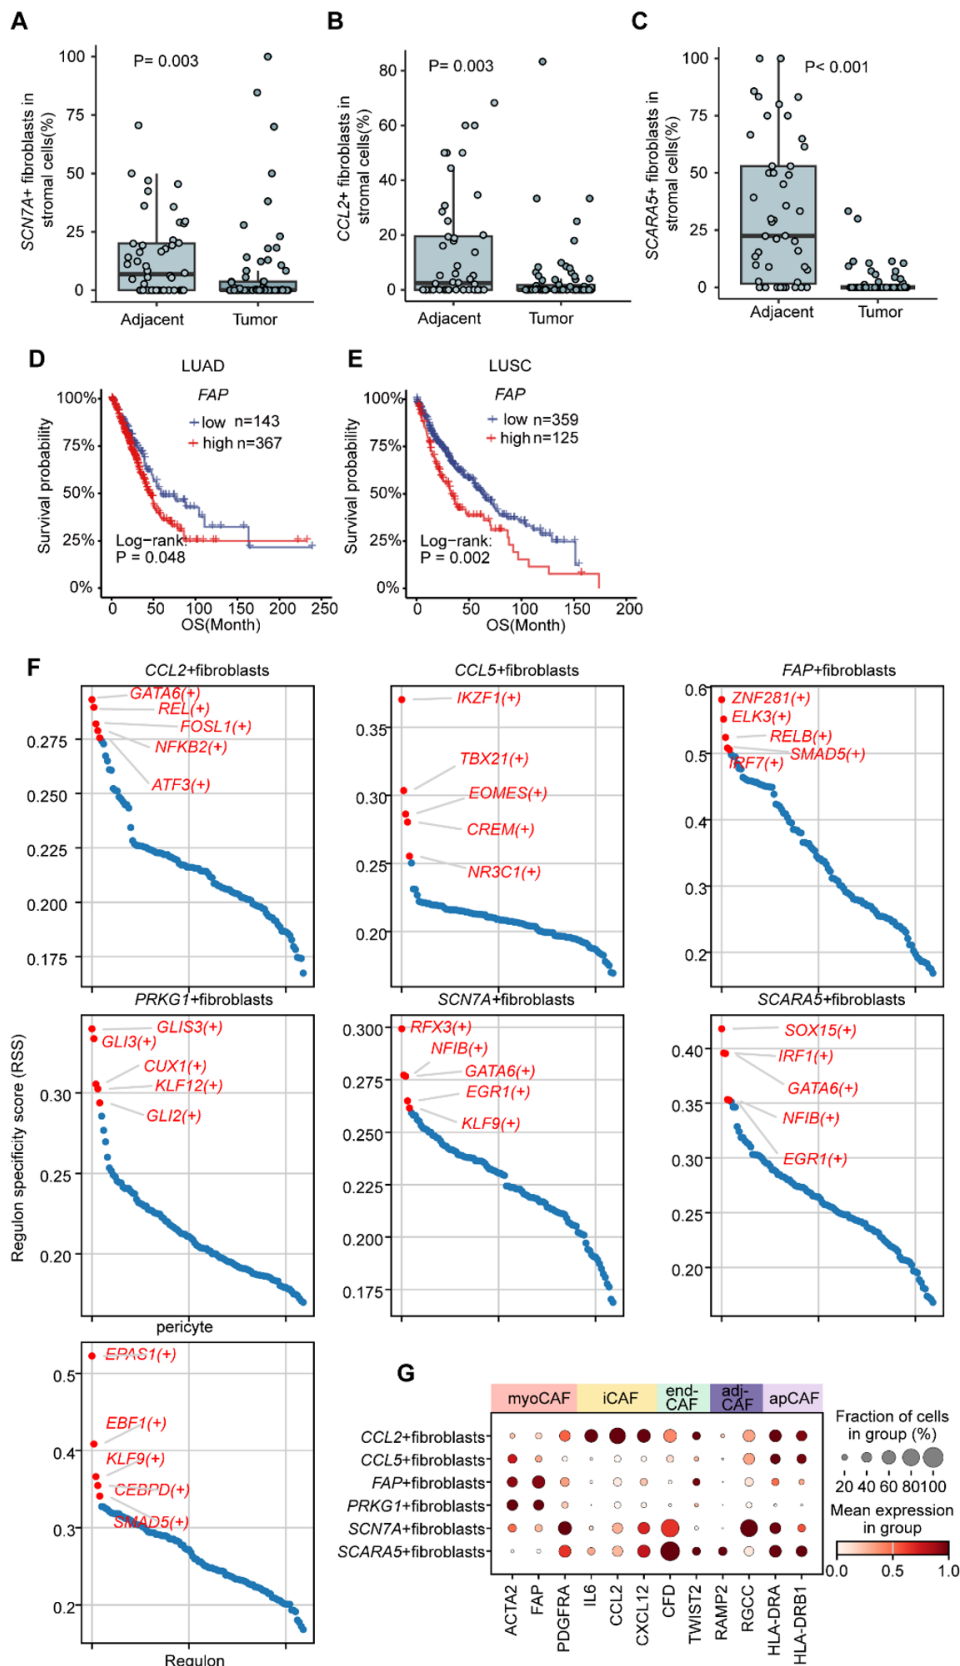 A
SCN7A+ fibroblasts in
stromal cells(%)
100
75
50
25
0
P= 0.003
Adjacent
Tumor
B
CCL2+ fibroblasts in
stromal cells(%)
80
60
40
20
0
P= 0.003
Adjacent
Tumor
C
SCARA5+ fibroblasts in
stromal cells(%)
100
75
50
25
0
P< 0.001
Adjacent
Tumor
D
LUAD
FAP
low n=143
high n=367
Survival probability
100%
75%
50%
25%
0%
Log-rank:
P = 0.048
0 50 100 150 200 250
OS(Month)
E
LUSC
FAP
low n=359
high n=125
Survival probability
100%
75%
50%
25%
0%
Log-rank:
P = 0.002
0 50 100 150 200
OS(Month)
F
Regulon specificity score (RSS)
CCL2+fibroblasts
GATA6(+)
REL(+)
FOSL1(+)
NFKB2(+)
ATF3(+)
0.275
0.250
0.225
0.200
0.175
CCL5+fibroblasts
IKZF1(+)
TBX21(+)
EOMES(+)
CREM(+)
NR3C1(+)
0.35
0.30
0.25
0.20
FAP+fibroblasts
ZNF281(+)
ELK3(+)
RELB(+)
SMAD5(+)
IRF7(+)
0.6
0.5
0.4
0.3
0.2
PRKG1+fibroblasts
GLIS3(+)
GLI3(+)
CUX1(+)
KLF12(+)
GLI2(+)
0.30
0.25
0.20
SCN7A+fibroblasts
RFX3(+)
NFIB(+)
GATA6(+)
EGR1(+)
KLF9(+)
0.300
0.275
0.250
0.225
0.200
0.175
SCARA5+fibroblasts
SOX15(+)
IRF1(+)
GATA6(+)
NFIB(+)
EGR1(+)
0.40
0.35
0.30
0.25
0.20
pericyte
EPAS1(+)
EBF1(+)
KLF9(+)
CEBPD(+)
SMAD5(+)
0.5
0.4
0.3
0.2
Regulon
G
myoCAF
iCAF
end-
CAF
adj-
CAF
apCAF
CCL2+fibroblasts
CCL5+fibroblasts
FAP+fibroblasts
PRKG1+fibroblasts
SCN7A+fibroblasts
SCARA5+fibroblasts
ACTA2
FAP
PDGFRA
IL6
CCL2
CXCL12
CFD
TWIST2
RAMP2
RGCC
HLA-DRA
HLA-DRB1
Fraction of cells
in group (%)
20 40 60 80 100
Mean expression
in group
0.0 0.5 1.0